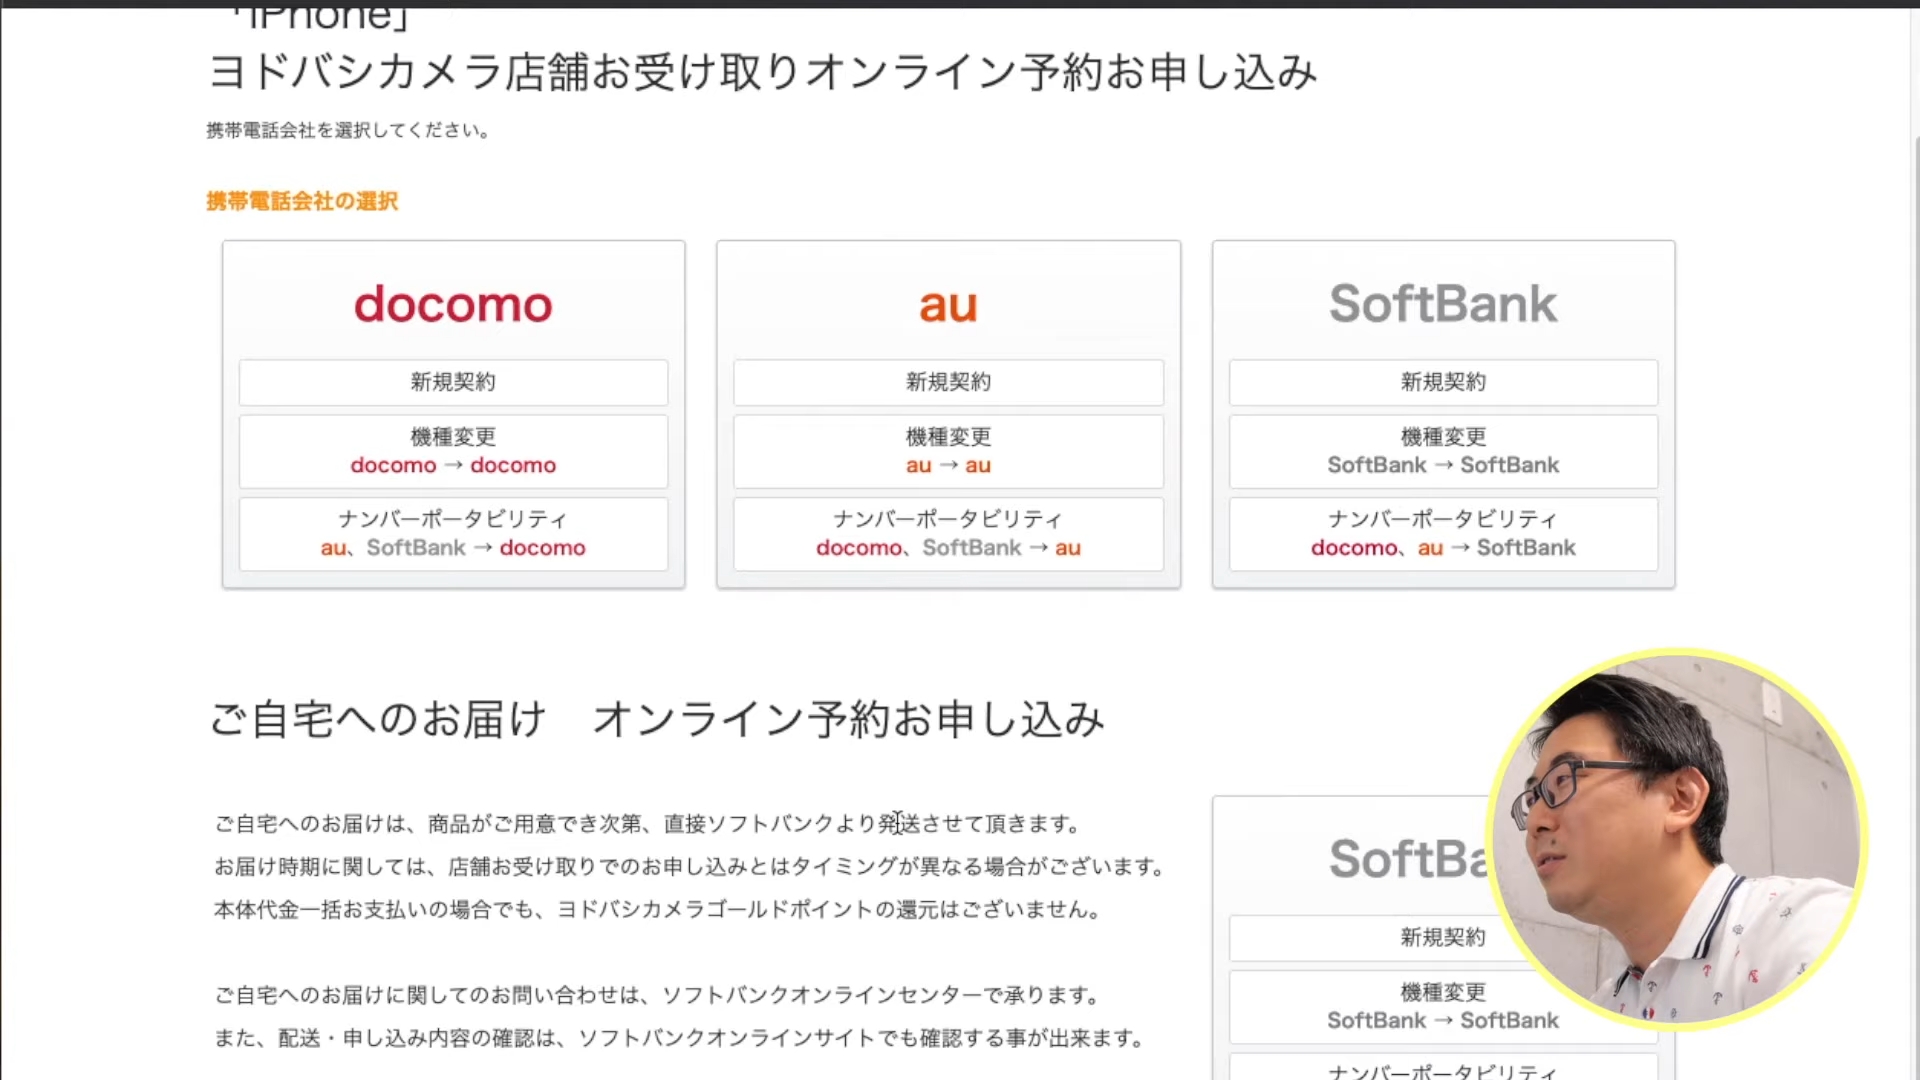 「iPhone」
ヨドバシカメラ店舗お受け取りオンライン予約お申し込み
携帯電話会社を選択してください。
携帯電話会社の選択
docomo
新規契約
機種変更
docomo → docomo
ナンバーポータビリティ
au、SoftBank → docomo
au
新規契約
機種変更
au → au
ナンバーポータビリティ
docomo、SoftBank → au
SoftBank
新規契約
機種変更
SoftBank → SoftBank
ナンバーポータビリティ
docomo、au → SoftBank
ご自宅へのお届け　オンライン予約お申し込み
ご自宅へのお届けは、商品がご用意でき次第、直接ソフトバンクより発送させて頂きます。
お届け時期に関しては、店舗お受け取りでのお申し込みとはタイミングが異なる場合がございます。
本体代金一括お支払いの場合でも、ヨドバシカメラゴールドポイントの還元はございません。
ご自宅へのお届けに関してのお問い合わせは、ソフトバンクオンラインセンターで承ります。
また、配送・申し込み内容の確認は、ソフトバンクオンラインサイトでも確認する事が出来ます。
SoftBa
新規契約
機種変更
SoftBank → SoftBank
ナンバーポータビリティ